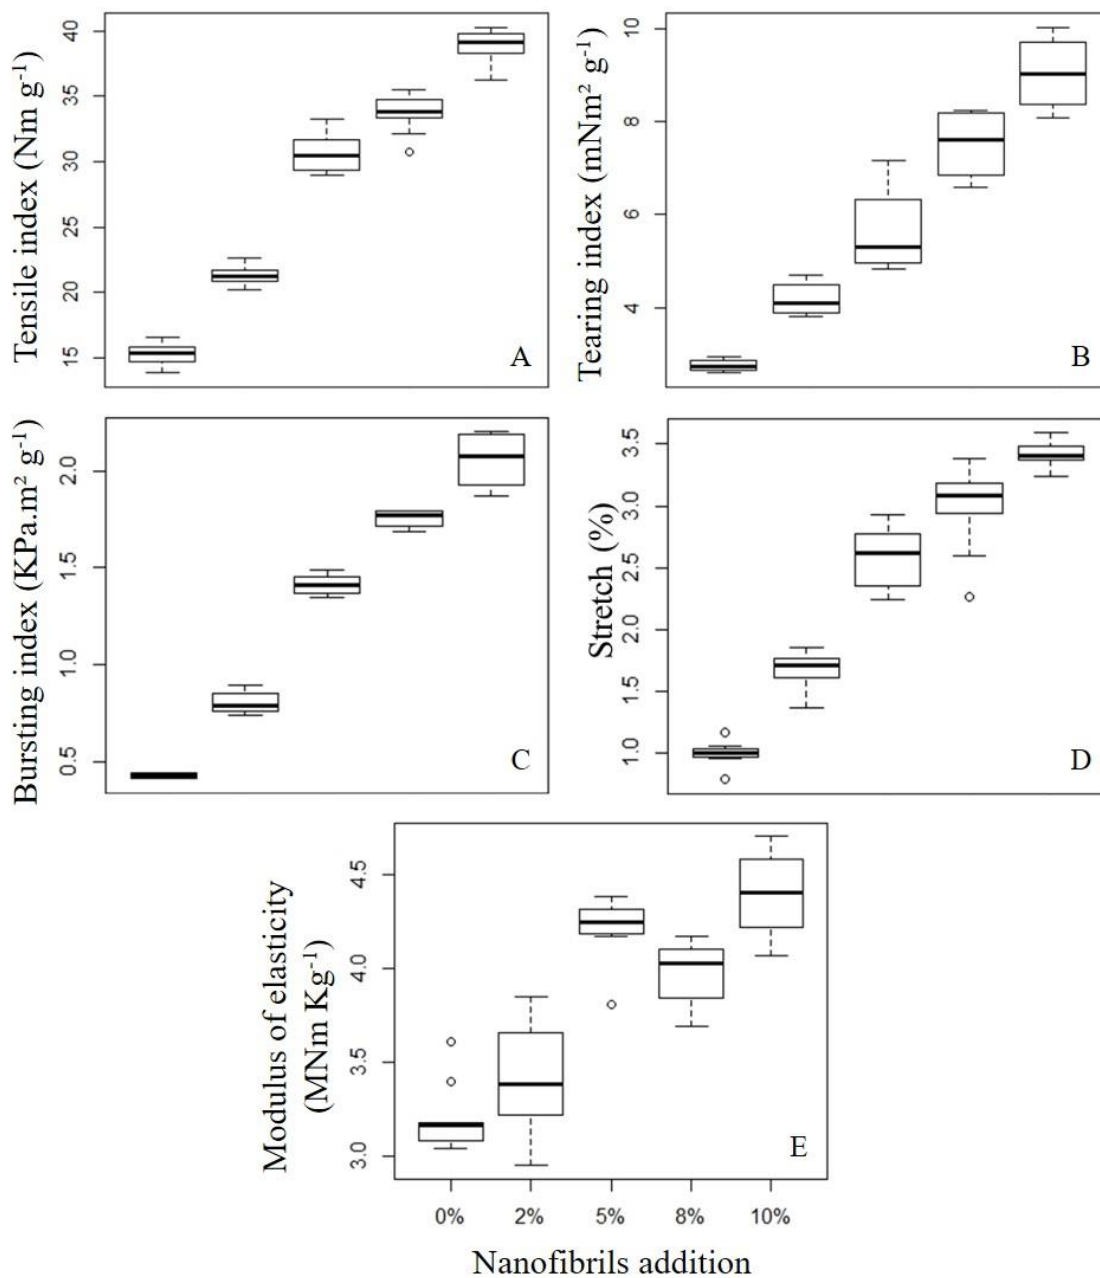 Tensile index (Nm g⁻¹)
40
35
30
25
20
15
A
Tearing index (mNm² g⁻¹)
10
8
6
4
B
Bursting index (KPa.m² g⁻¹)
2.0
1.5
1.0
0.5
C
Stretch (%)
3.5
3.0
2.5
2.0
1.5
1.0
D
Modulus of elasticity
(MNm Kg⁻¹)
4.5
4.0
3.5
3.0
E
0% 2% 5% 8% 10%
Nanofibrils addition